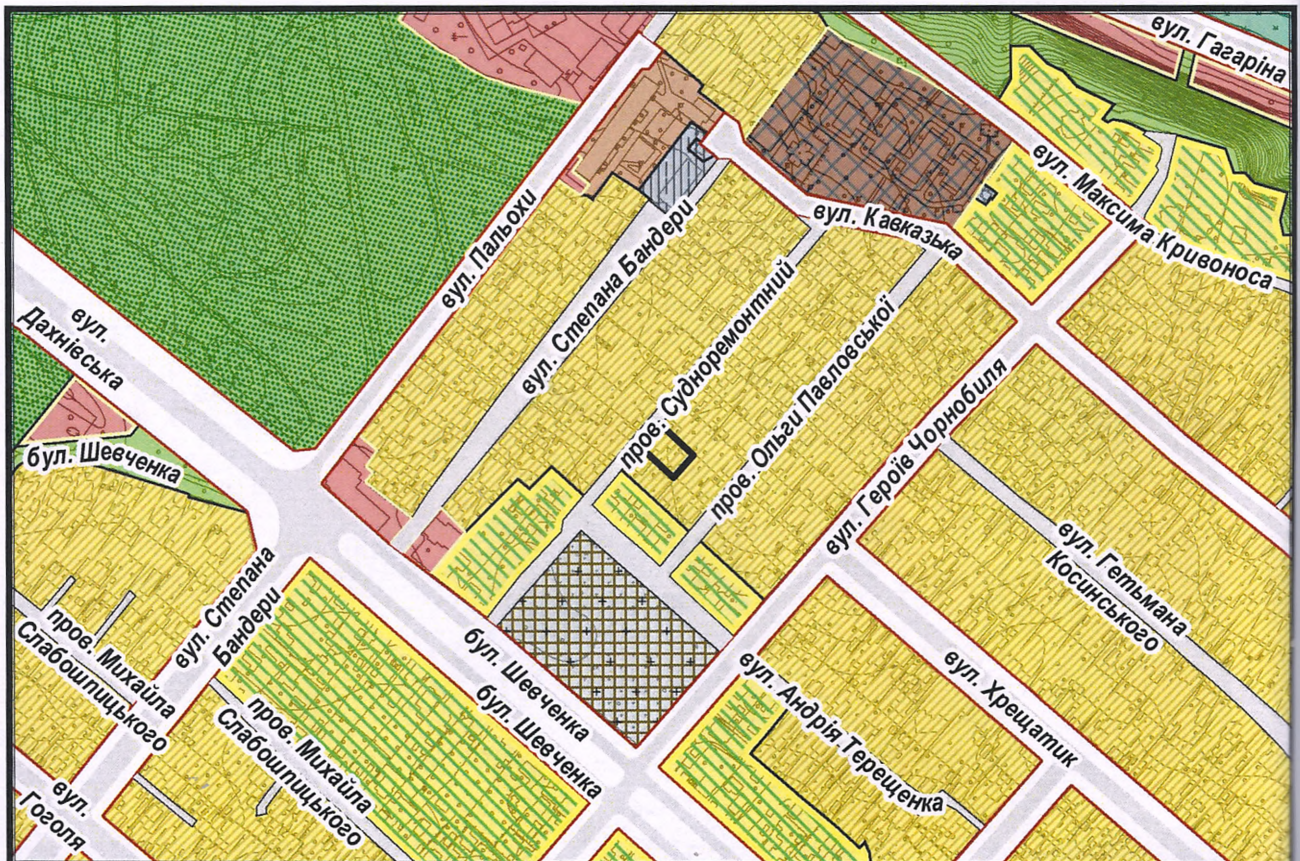 вул. Гагаріна
вул. Максима Кривоноса
вул. Кавказька
вул. Пальохи
вул. Степана Бандери
пров. Судноремонтний
пров. Ольги Павловської
вул. Героїв Чорнобиля
вул.
Дахнівська
бул. Шевченка
вул. Гетьмана
Косинського
вул. Степана
Бандери
пров. Михайла
Слабошпицького
бул. Шевченка
бул. Шевченка
вул. Андрія Терещенка
вул. Хрещатик
пров. Михайла
Слабошпицького
вул.
Гоголя